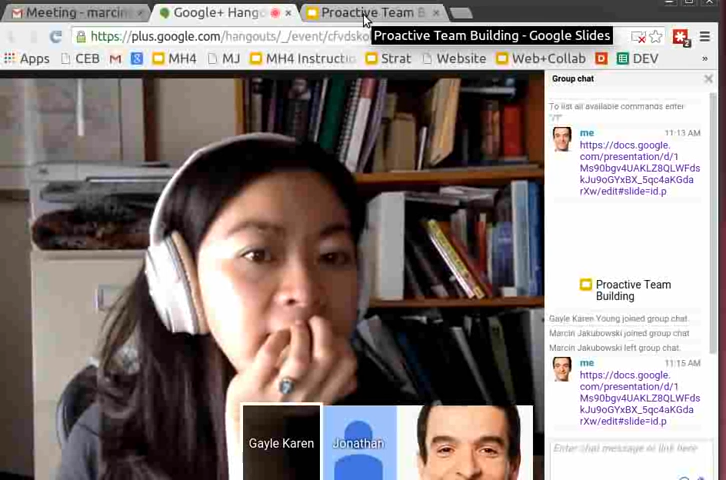 Meeting - marcin
Google+ Hango
Proactive Team B
https://plus.google.com/hangouts/_/event/cfvdsko
Proactive Team Building - Google Slides
Apps CEB MH4 MJ MH4 Instructio Strat Website Web+Collab DEV
Group chat
To list all available commands enter
"/?"
me 11:13 AM
https://docs.google.
com/presentation/d/1
Ms90bgv4UAKLZ8QLWFds
kJu9oGYxBX_5qc4aKGda
rXw/edit#slide=id.p
Proactive Team
Building
Gayle Karen Young joined group chat.
Marcin Jakubowski joined group chat
Marcin Jakubowski left group chat.
me 11:15 AM
https://docs.google.
com/presentation/d/1
Ms90bgv4UAKLZ8QLWFds
kJu9oGYxBX_5qc4aKGda
rXw/edit#slide=id.p
Enter chat message or link here
Gayle Karen
Jonathan